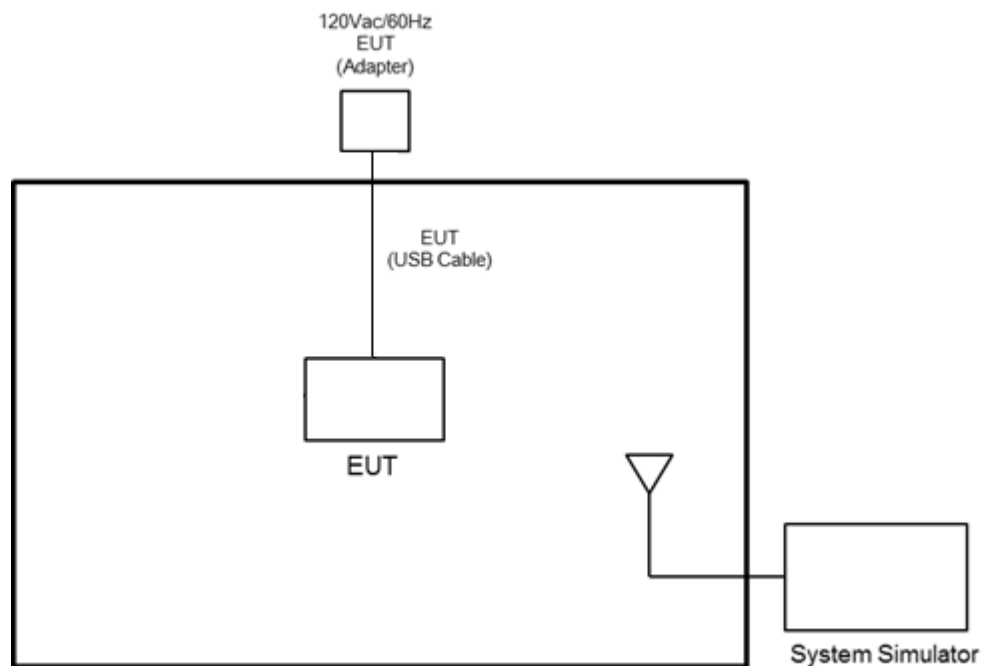 120Vac/60Hz
EUT
(Adapter)
EUT
(USB Cable)
EUT
System Simulator